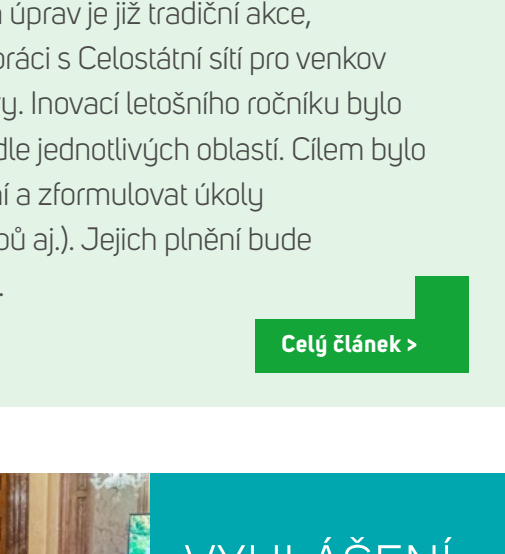 úprav je již tradiční akce,
práci s Celostátní sítí pro venkov
Inovací letošního ročníku bylo
dle jednotlivých oblastí. Cílem bylo
a zformulovat úkoly
aj.). Jejich plnění bude
.
Celý článek >
VYHLÁŠENÍ